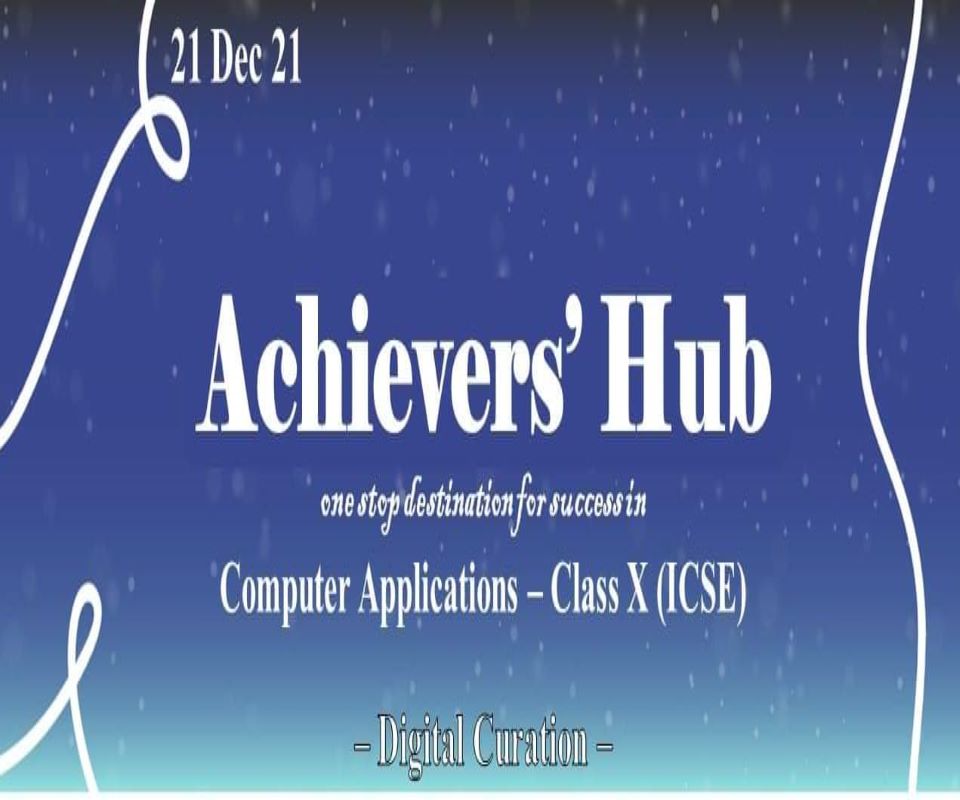 21 Dec 21
Achievers’ Hub
one stop destination for success in
Computer Applications – Class X (ICSE)
– Digital Curation –